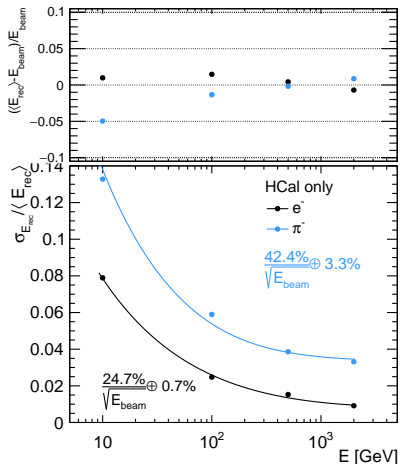 (⟨E_rec⟩-E_beam)/E_beam
0.1
0.05
0
−0.05
−0.1
σ_E_rec / ⟨E_rec⟩
0.14
0.12
0.1
0.08
0.06
0.04
0.02
0
HCal only
e⁻
π⁻
42.4%/√E_beam ⊕ 3.3%
24.7%/√E_beam ⊕ 0.7%
10 10² 10³
E [GeV]